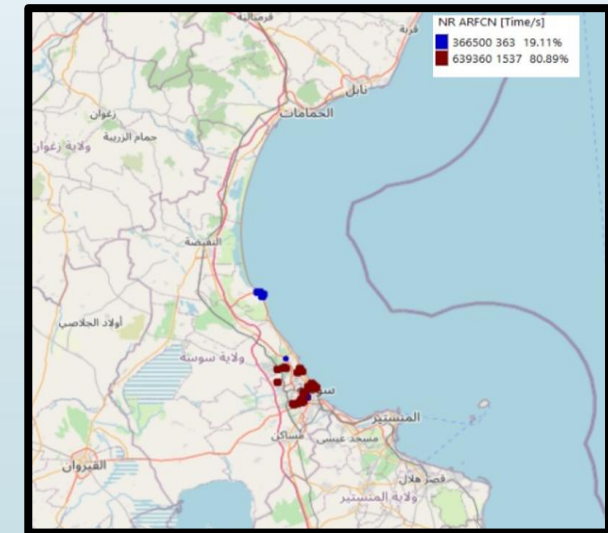 NR ARFCN [Time/s]
366500 363 19.11%
639360 1537 80.89%
قرمبالية
قربة
نابل
الحمامات
زغوان
حمام الزريبة
ولاية زغوان
النفيضة
أولاد الجلاصي
ولاية سوسة
المنستير
مساكن
مسجد عيسى
القيروان
قصر هلال
ولاية المنستير